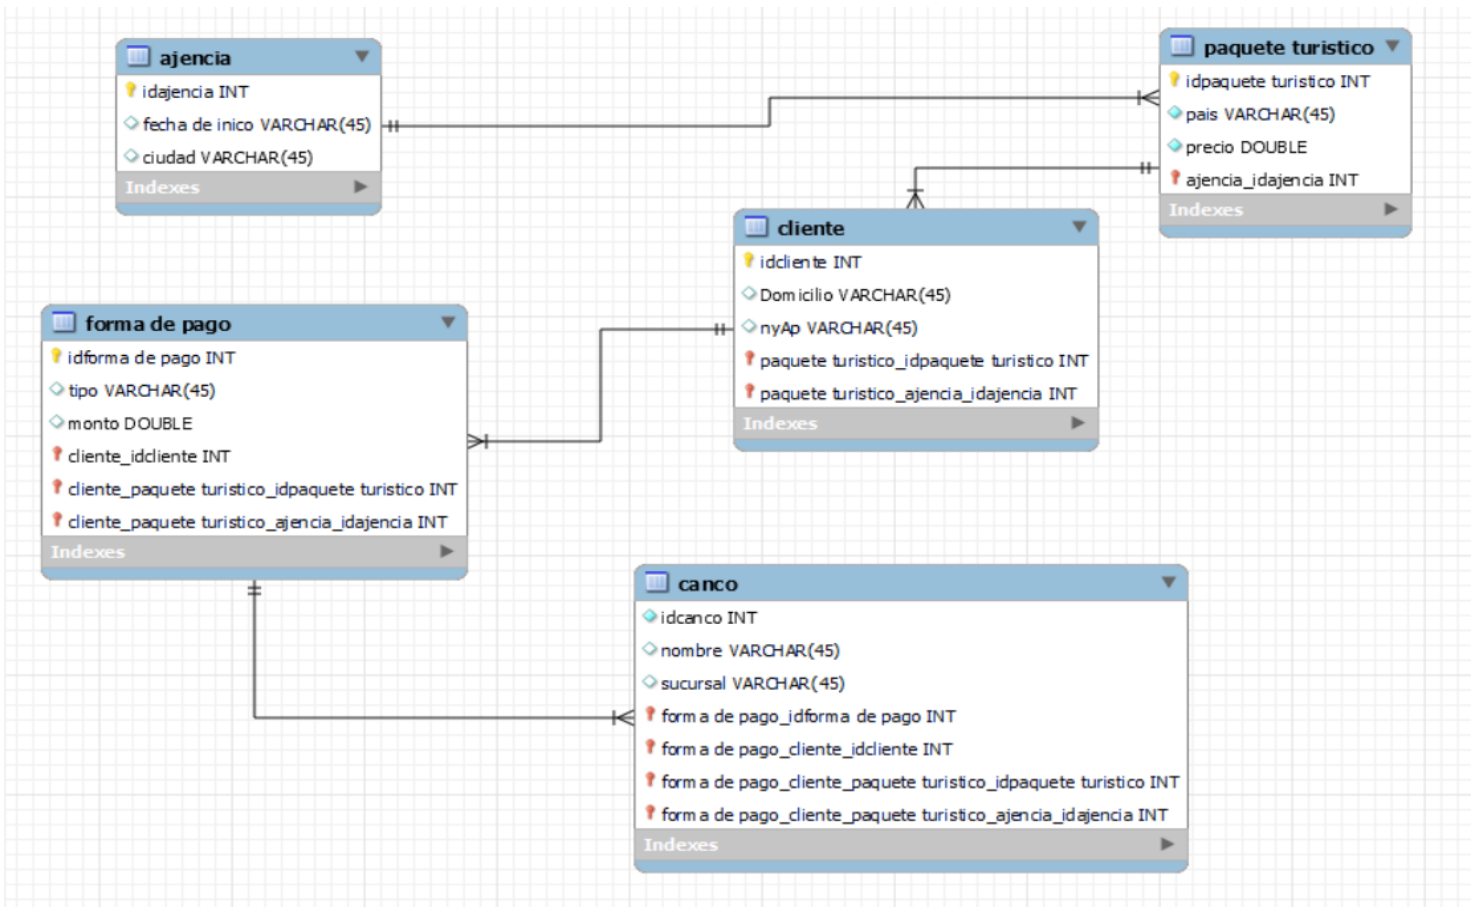 ajencia
idajencia INT
fecha de inico VARCHAR(45)
ciudad VARCHAR(45)
Indexes
paquete turistico
idpaquete turistico INT
pais VARCHAR(45)
precio DOUBLE
ajencia_idajencia INT
Indexes
cliente
idcliente INT
Domicilio VARCHAR(45)
nyAp VARCHAR(45)
paquete turistico_idpaquete turistico INT
paquete turistico_ajencia_idajencia INT
Indexes
forma de pago
idforma de pago INT
tipo VARCHAR(45)
monto DOUBLE
cliente_idcliente INT
cliente_paquete turistico_idpaquete turistico INT
cliente_paquete turistico_ajencia_idajencia INT
Indexes
canco
idcanco INT
nombre VARCHAR(45)
sucursal VARCHAR(45)
forma de pago_idforma de pago INT
forma de pago_cliente_idcliente INT
forma de pago_cliente_paquete turistico_idpaquete turistico INT
forma de pago_cliente_paquete turistico_ajencia_idajencia INT
Indexes